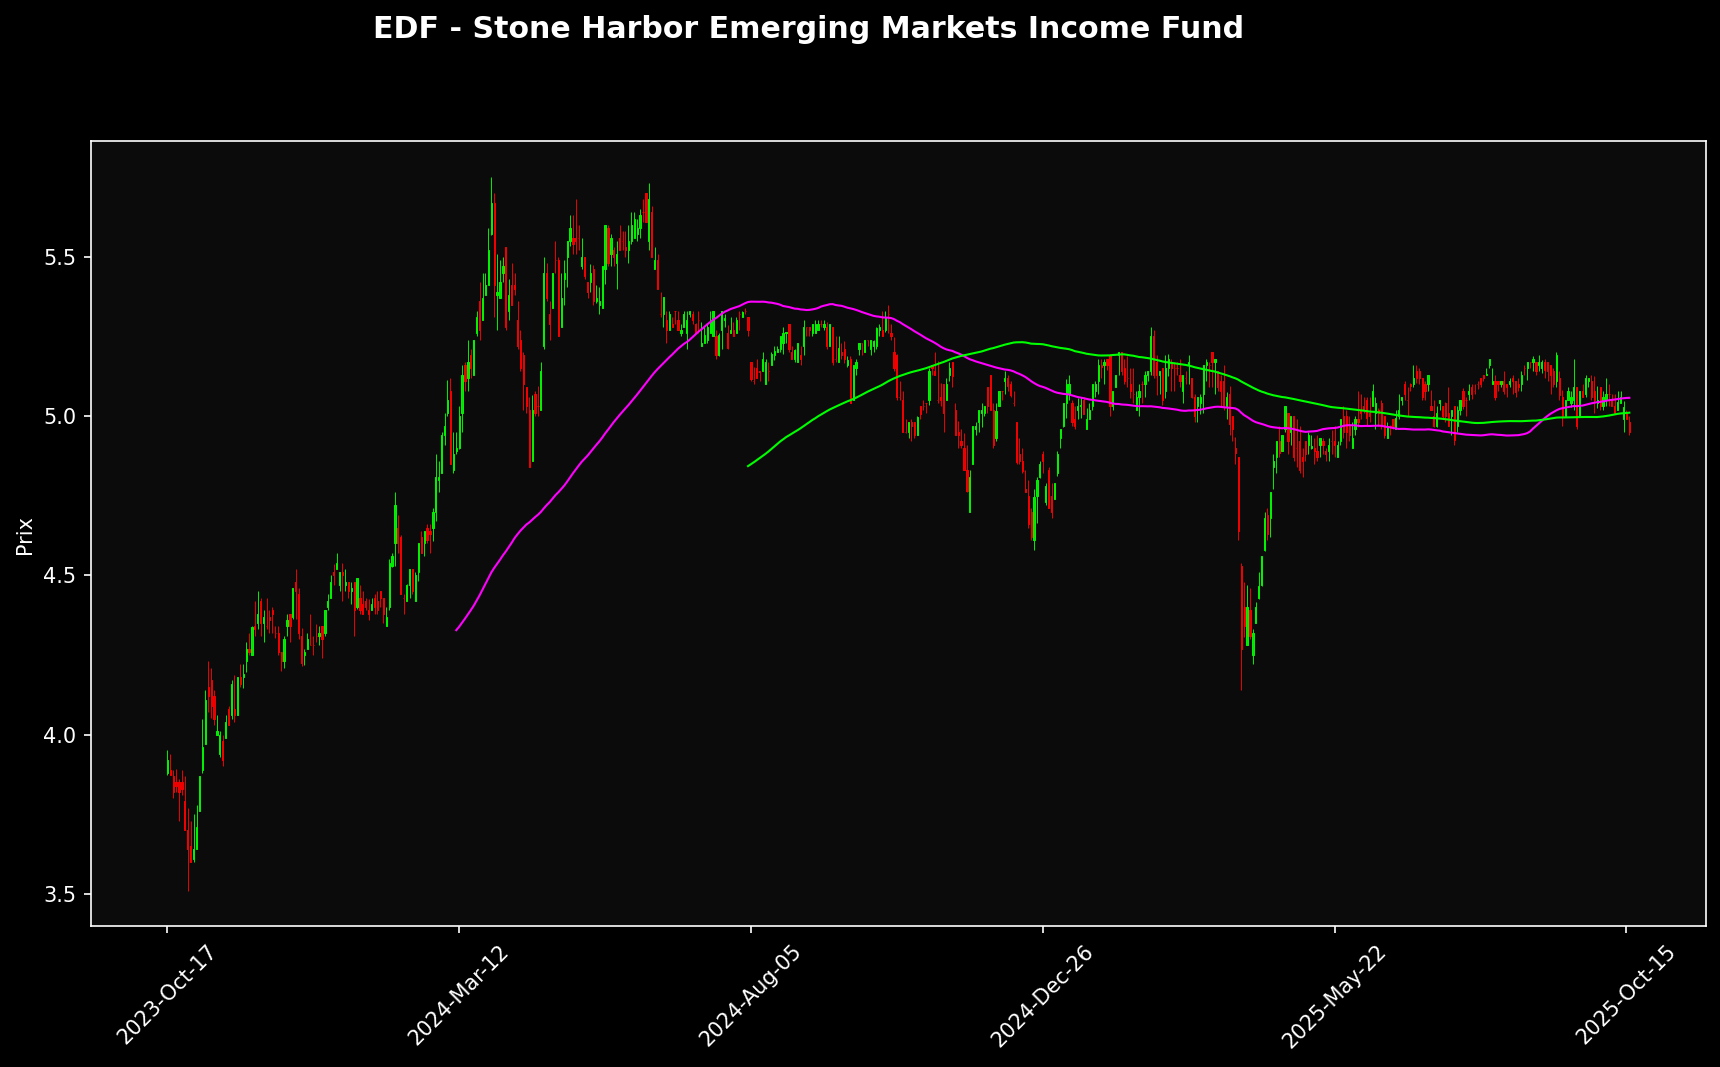 EDF - Stone Harbor Emerging Markets Income Fund
Prix
5.5
5.0
4.5
4.0
3.5
2023-Oct-17
2024-Mar-12
2024-Aug-05
2024-Dec-26
2025-May-22
2025-Oct-15